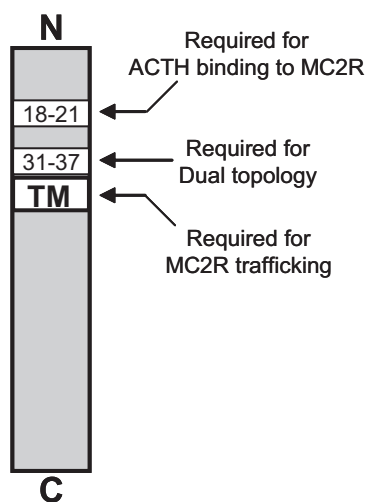 N
Required for
ACTH binding to MC2R
18-21
31-37
Required for
Dual topology
TM
Required for
MC2R trafficking
C